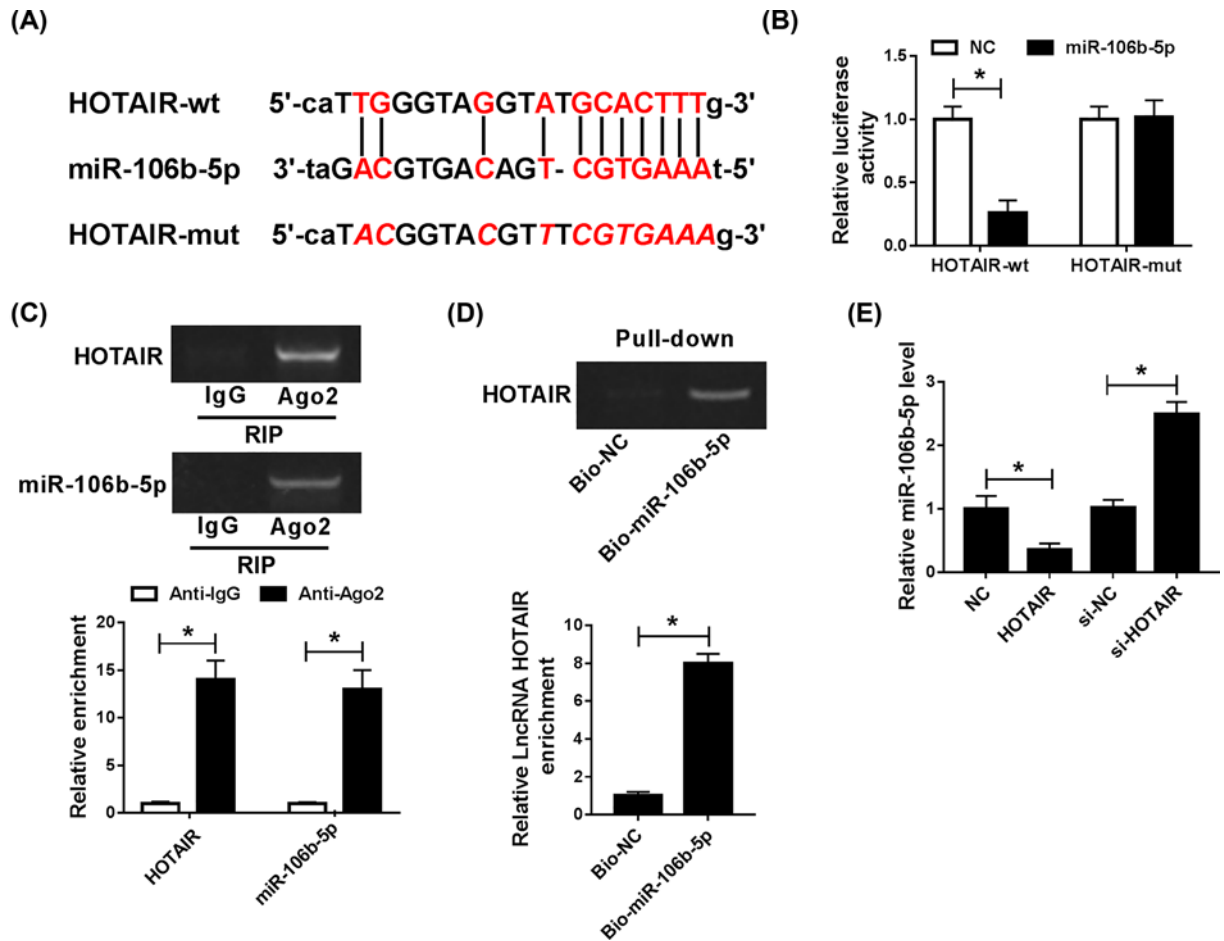 (A)
HOTAIR-wt 5'-caTTGGGTAGGTATGCACTTTg-3'
miR-106b-5p 3'-taGACGTGACAGT- CGTGAAAt-5'
HOTAIR-mut 5'-caTACGGTACGTTTCGTGAAAg-3'
(B)
NC miR-106b-5p
Relative luciferase
activity
1.5
1.0
0.5
0.0
*
HOTAIR-wt HOTAIR-mut
(C)
HOTAIR
IgG Ago2
RIP
miR-106b-5p
IgG Ago2
RIP
Anti-IgG Anti-Ago2
Relative enrichment
20
15
10
5
0
* *
HOTAIR miR-106b-5p
(D)
Pull-down
HOTAIR
Bio-NC Bio-miR-106b-5p
Relative LncRNA HOTAIR
enrichment
10
8
6
4
2
0
*
Bio-NC Bio-miR-106b-5p
(E)
Relative miR-106b-5p level
3
2
1
0
* *
NC HOTAIR si-NC si-HOTAIR